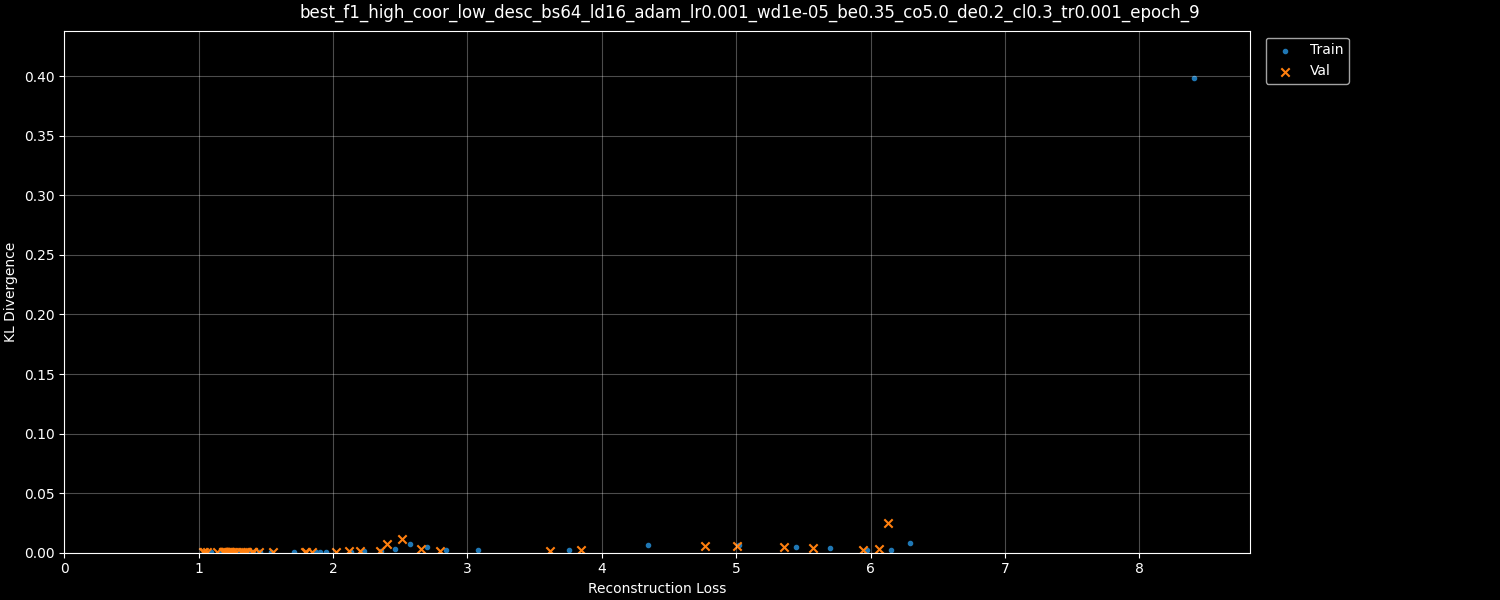 best_f1_high_coor_low_desc_bs64_ld16_adam_lr0.001_wd1e-05_be0.35_co5.0_de0.2_cl0.3_tr0.001_epoch_9
Train
Val
KL Divergence
0.40
0.35
0.30
0.25
0.20
0.15
0.10
0.05
0.00
0 1 2 3 4 5 6 7 8
Reconstruction Loss